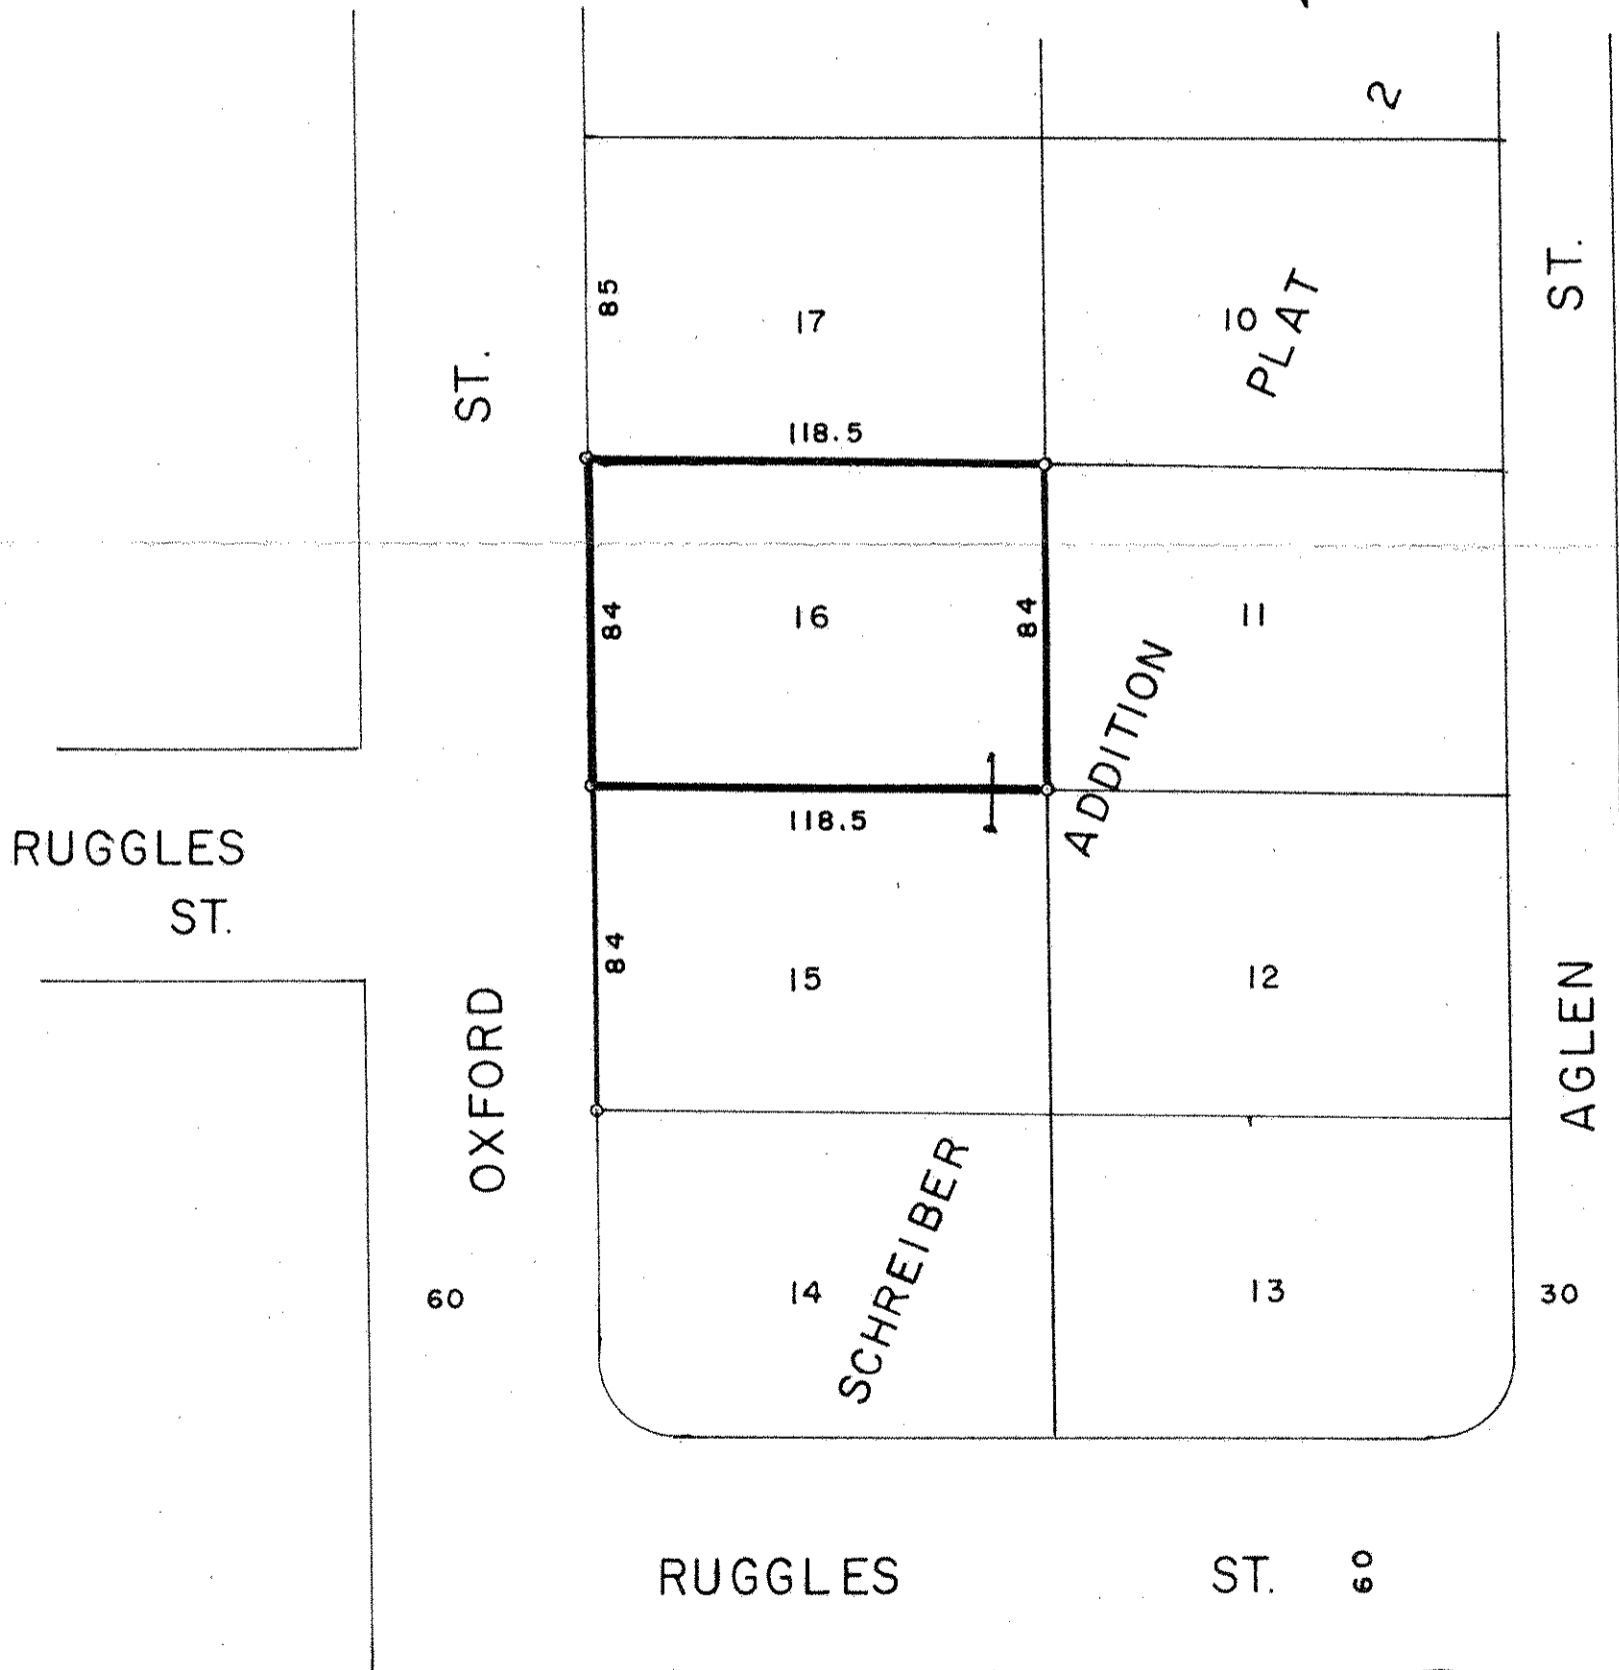 2
85
17
10
PLAT
ST.
ST.
118.5
84
16
84
11
ADDITION
118.5
RUGGLES
ST.
84
15
12
OXFORD
AGLEN
SCHREIBER
60
14
13
30
RUGGLES ST. 60